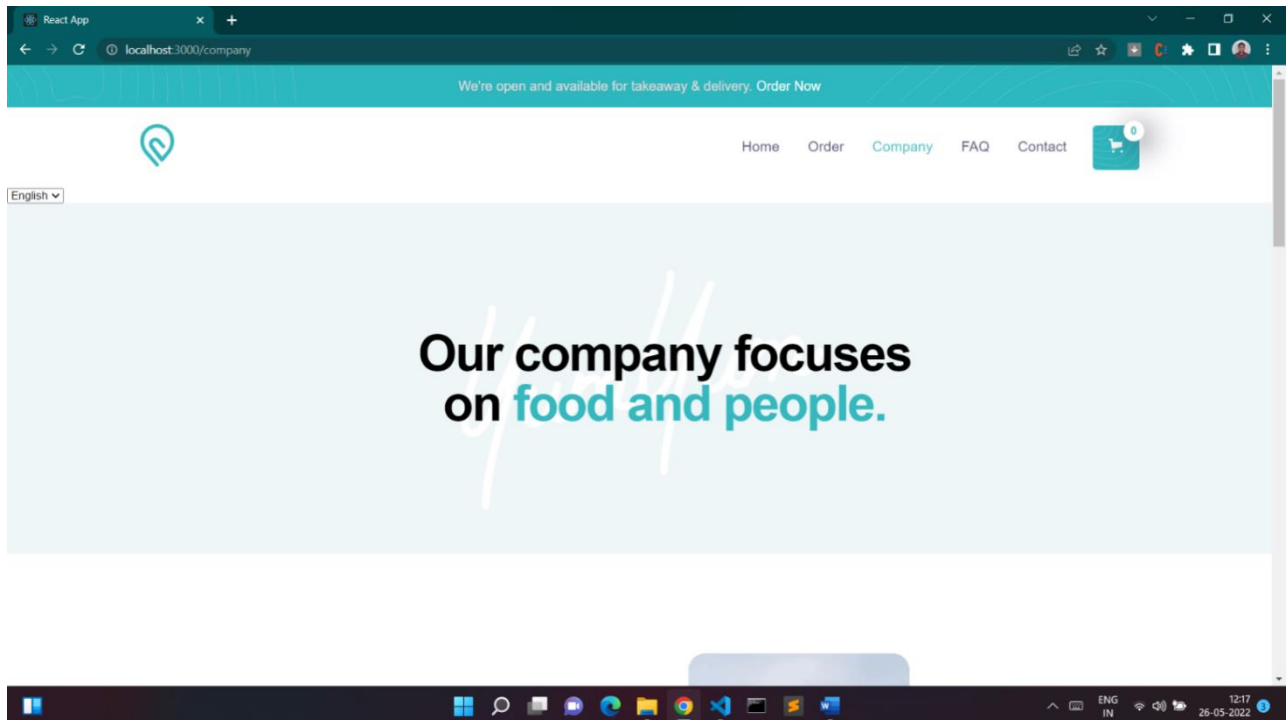 React App
localhost:3000/company
We're open and available for takeaway & delivery. Order Now
Home Order Company FAQ Contact 0
English
Our company focuses
on food and people.
ENG
IN
12:17
26-05-2022
3